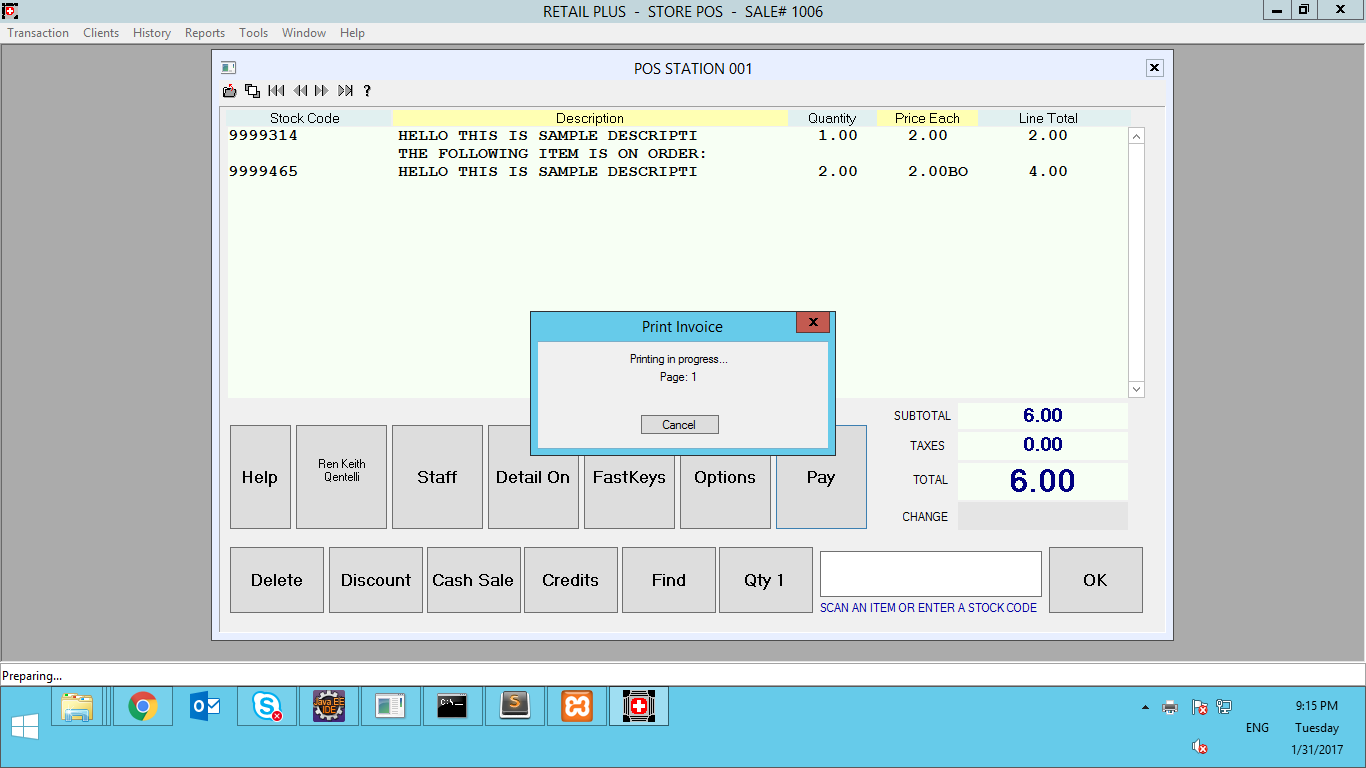 RETAIL PLUS - STORE POS - SALE# 1006
Transaction Clients History Reports Tools Window Help
POS STATION 001
?
Stock Code Description Quantity Price Each Line Total
9999314 HELLO THIS IS SAMPLE DESCRIPTI 1.00 2.00 2.00
THE FOLLOWING ITEM IS ON ORDER:
9999465 HELLO THIS IS SAMPLE DESCRIPTI 2.00 2.00BO 4.00
Print Invoice
Printing in progress...
Page: 1
Cancel
SUBTOTAL 6.00
TAXES 0.00
TOTAL 6.00
CHANGE
Help
Ren Keith
Qentelli
Staff
Detail On
FastKeys
Options
Pay
Delete
Discount
Cash Sale
Credits
Find
Qty 1
SCAN AN ITEM OR ENTER A STOCK CODE
OK
Preparing...
Java EE
IDE
C:\
ENG
9:15 PM
Tuesday
1/31/2017